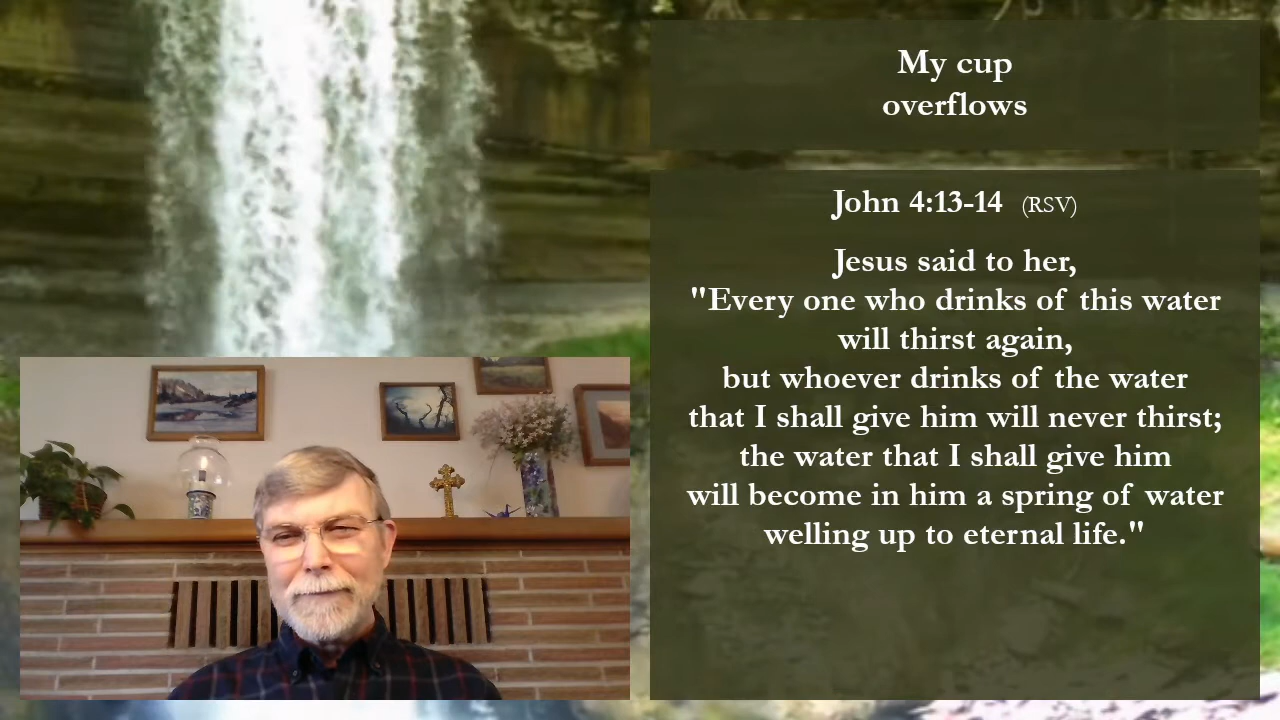 My cup
overflows
John 4:13-14 (RSV)
Jesus said to her,
"Every one who drinks of this water
will thirst again,
but whoever drinks of the water
that I shall give him will never thirst;
the water that I shall give him
will become in him a spring of water
welling up to eternal life."